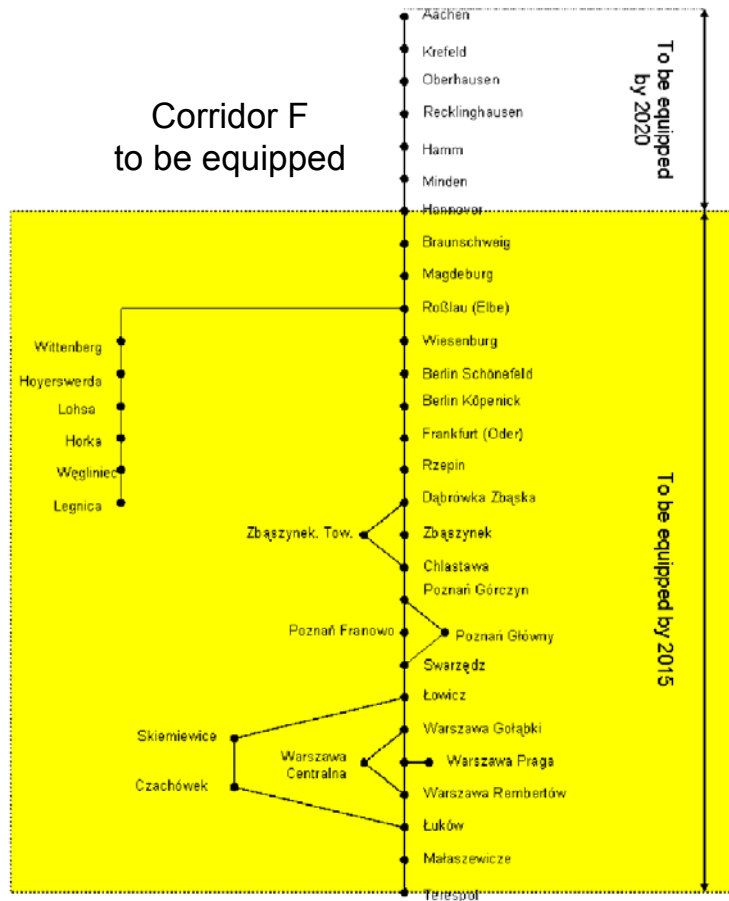 Aachen
Krefeld
Oberhausen
Recklinghausen
Hamm
Minden
Hannover
Corridor F
to be equipped
To be equipped
by 2020
Braunschweig
Magdeburg
Roßlau (Elbe)
Wiesenburg
Berlin Schönefeld
Berlin Köpenick
Frankfurt (Oder)
Rzepin
Dąbrówka Zbąska
Zbąszynek
Chlastawa
Poznań Górczyn
Wittenberg
Hoyerswerda
Lohsa
Horka
Węgliniec
Legnica
Zbąszynek. Tow.
Poznań Franowo
Poznań Główny
Swarzędz
Łowicz
Skierniewice
Czachówek
Warszawa Gołąbki
Warszawa
Centralna
Warszawa Praga
Warszawa Rembertów
Łuków
Małaszewicze
Terespol
To be equipped by 2015